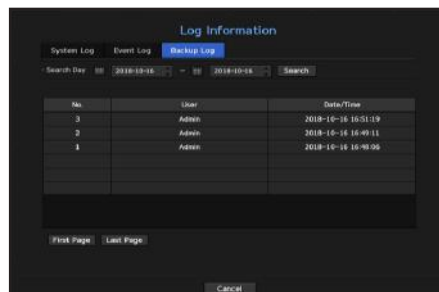 Log Information
System Log Event Log Backup Log
Search Day 2018-10-16 ~ 2018-10-16 Search
No. User Date/Time
3 Admin 2018-10-16 16:51:19
2 Admin 2018-10-16 16:49:11
1 Admin 2018-10-16 16:48:06
First Page Last Page
Cancel